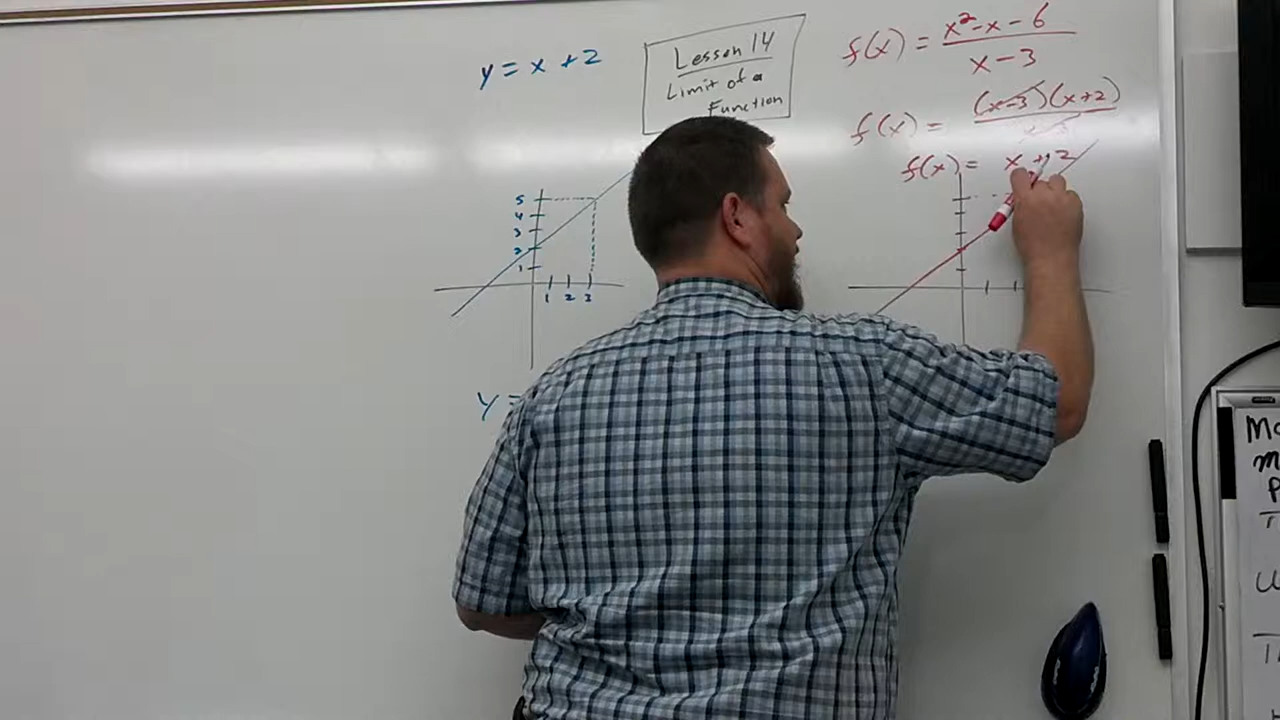 y = x + 2
Lesson 14
Limit of a
Function
f(x) = x² - x - 6
x - 3
f(x) = (x-3)(x+2)
x-3
f(x) = x + 2
5
4
3
2
1
1 2 3
y =